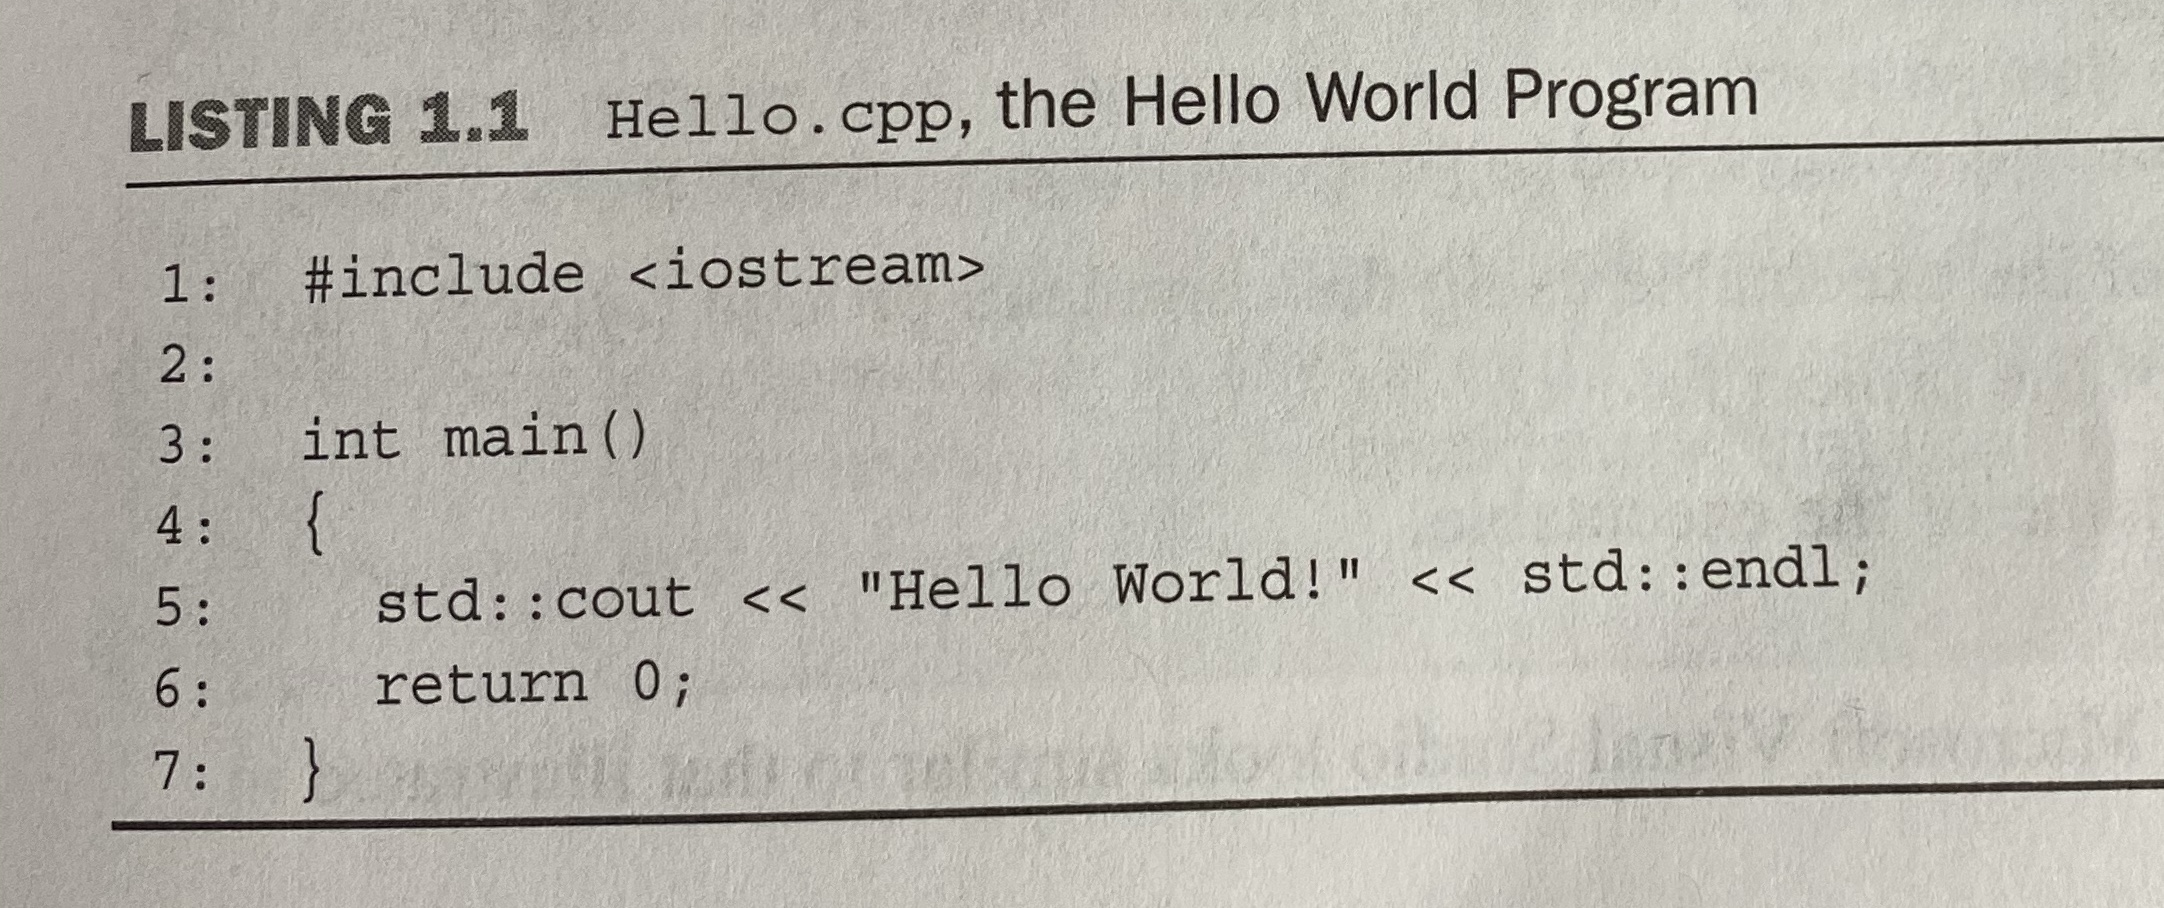 LISTING 1.1 Hello.cpp, the Hello World Program
1: #include <iostream>
2:
3: int main()
4: {
5:   std::cout << "Hello World!" << std::endl;
6:   return 0;
7: }